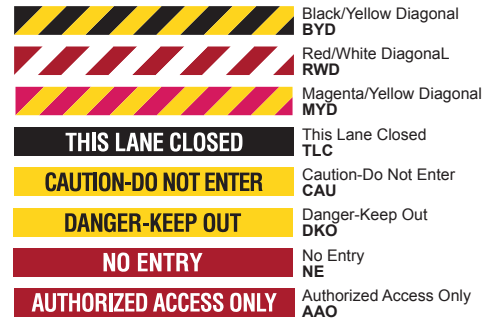 Black/Yellow Diagonal
BYD
Red/White DiagonaL
RWD
Magenta/Yellow Diagonal
MYD
THIS LANE CLOSED
This Lane Closed
TLC
CAUTION-DO NOT ENTER
Caution-Do Not Enter
CAU
DANGER-KEEP OUT
Danger-Keep Out
DKO
NO ENTRY
No Entry
NE
AUTHORIZED ACCESS ONLY
Authorized Access Only
AAO